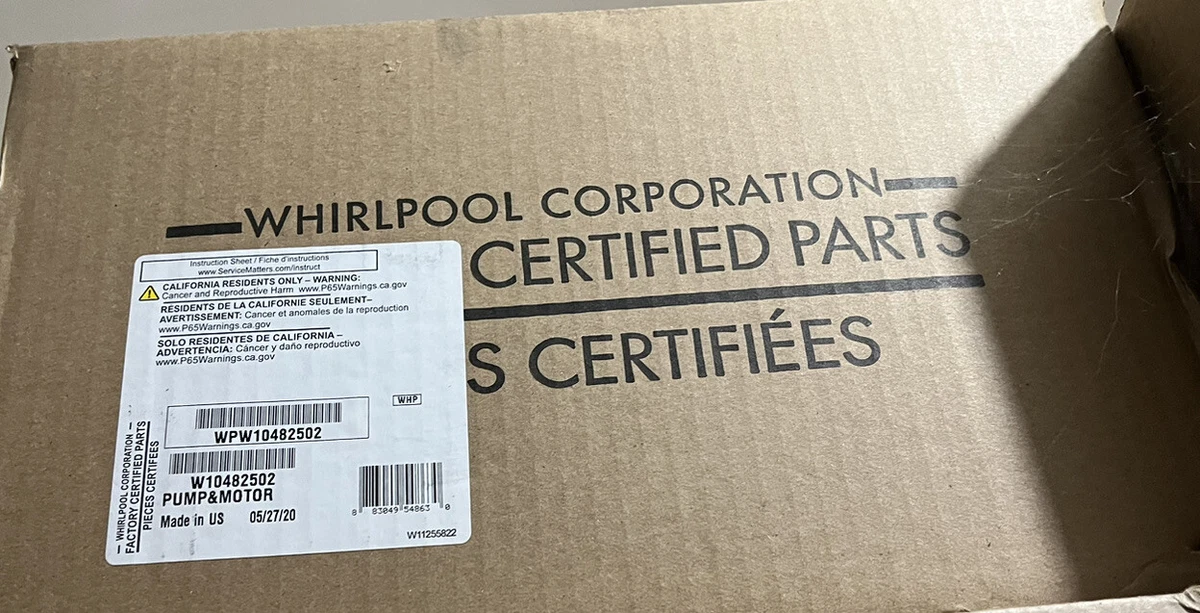 WHIRLPOOL CORPORATION
CERTIFIED PARTS
S CERTIFIÉES
Instruction Sheet / Fiche d'instructions
www.ServiceMatters.com/instruct
CALIFORNIA RESIDENTS ONLY – WARNING:
Cancer and Reproductive Harm www.P65Warnings.ca.gov
RESIDENTS DE LA CALIFORNIE SEULEMENT–
AVERTISSEMENT: Cancer et anomales de la reproduction
www.P65Warnings.ca.gov
SOLO RESIDENTES DE CALIFORNIA –
ADVERTENCIA: Cáncer y daño reproductivo
www.P65Warnings.ca.gov
WHP
WPW10482502
W10482502
PUMP&MOTOR
Made in US 05/27/20
8 83049 54863 0
W11255822
– WHIRLPOOL CORPORATION –
FACTORY CERTIFIED PARTS
PIECES CERTIFEES